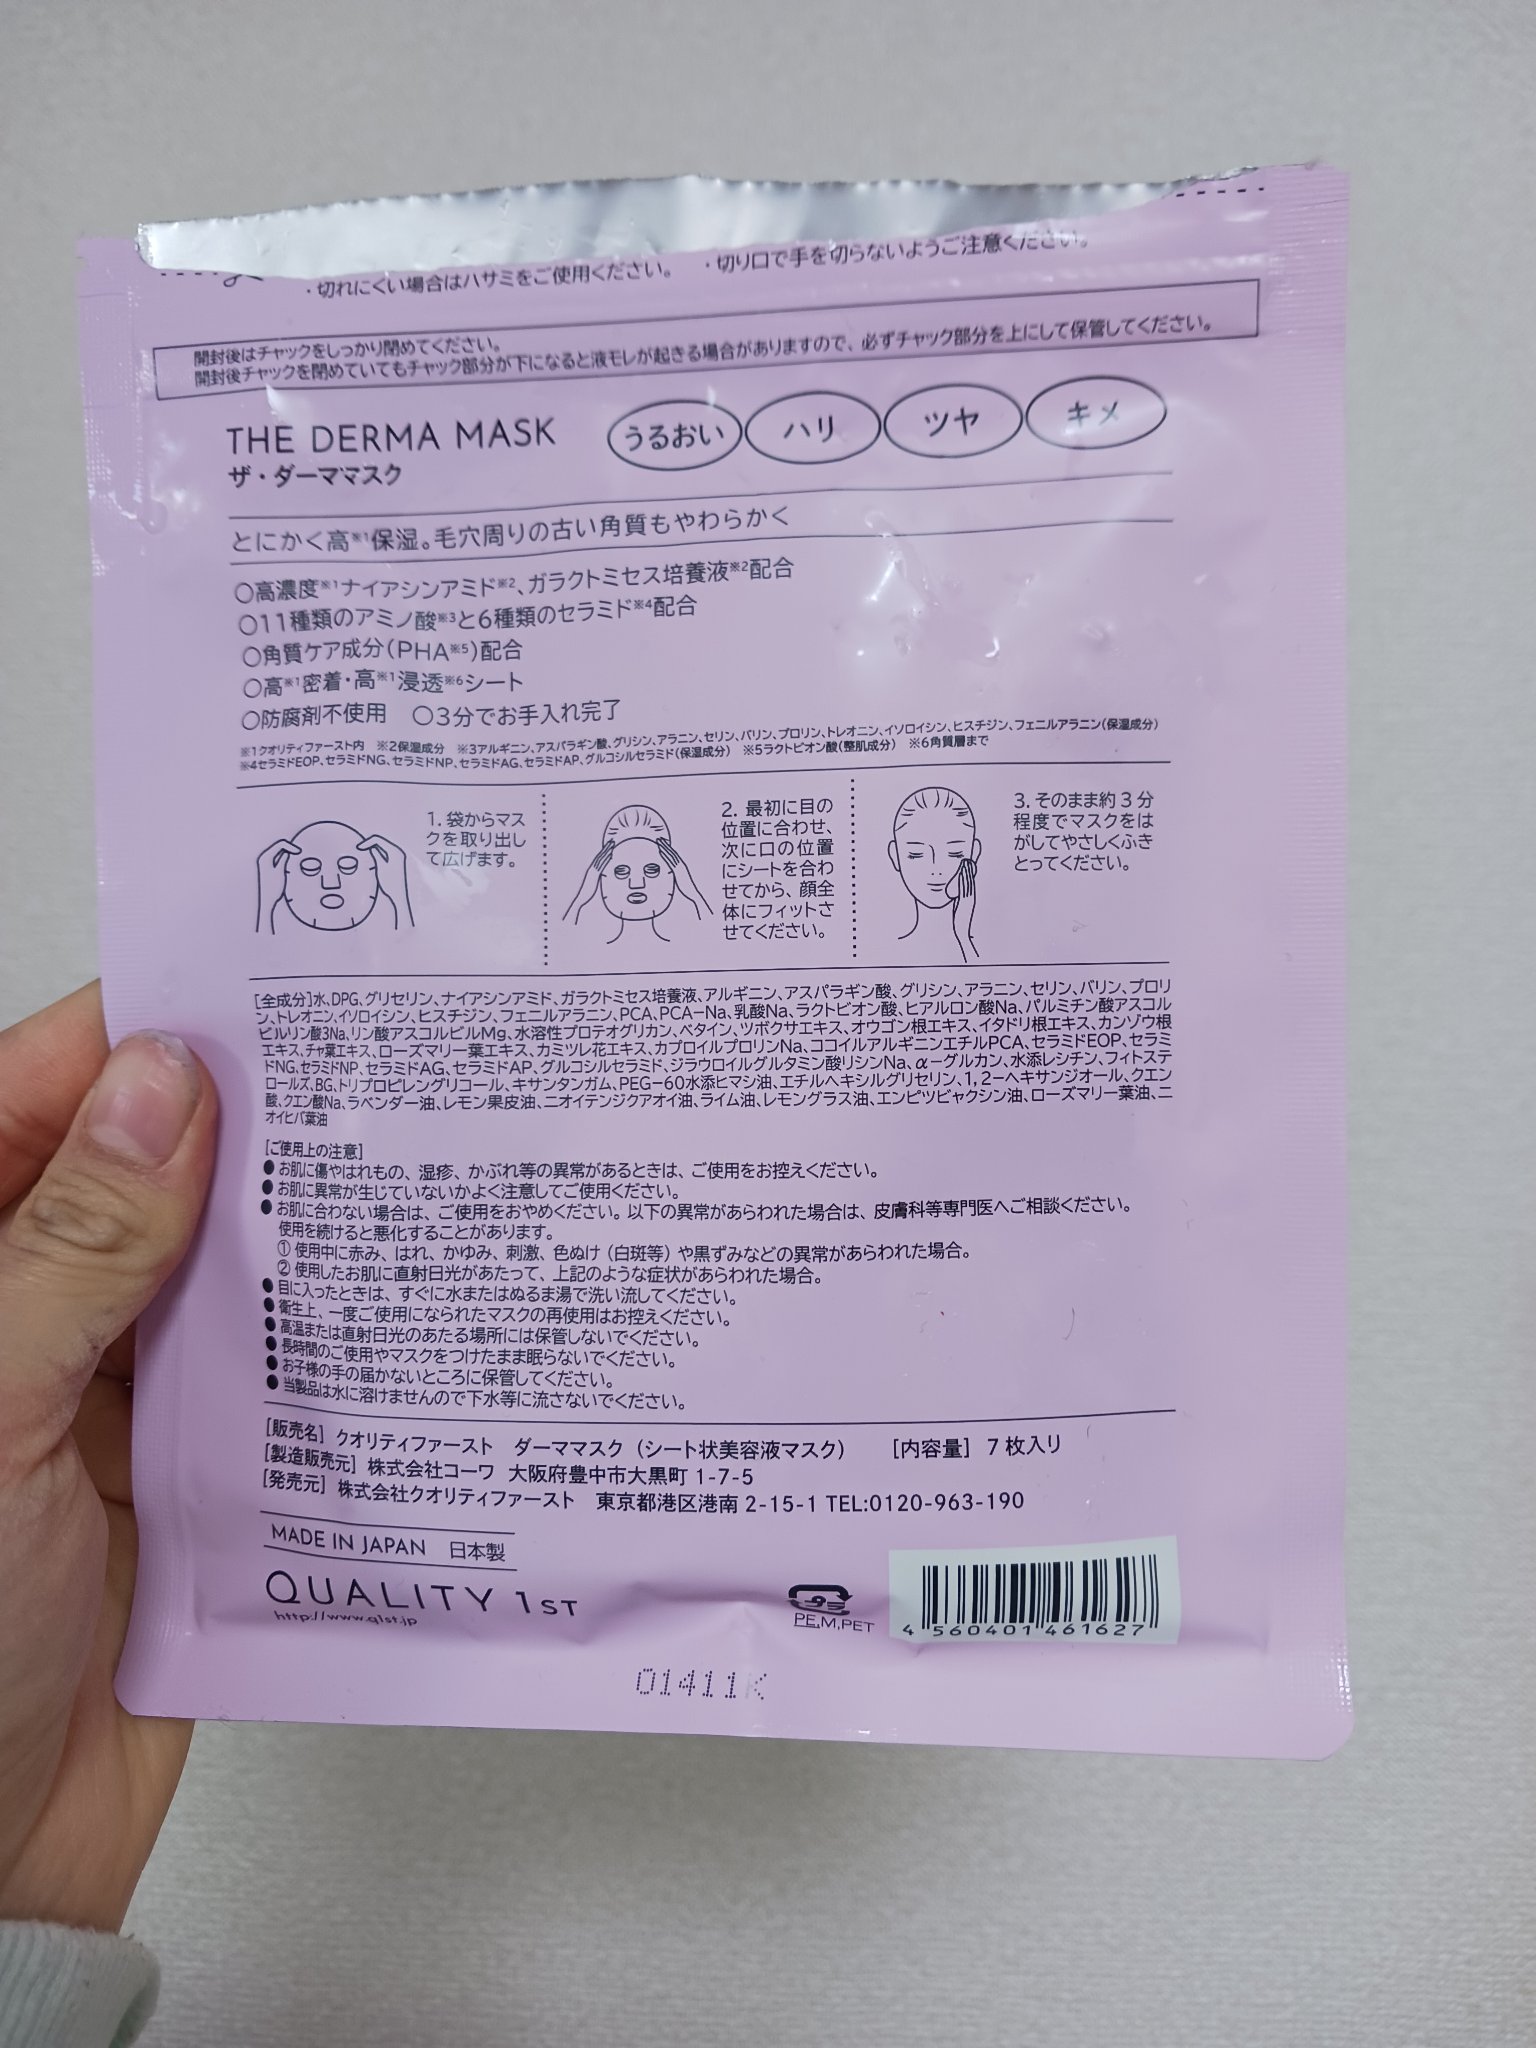 ・切れにくい場合はハサミをご使用ください。　・切り口で手を切らないようご注意ください。
開封後はチャックをしっかり閉めてください。
開封後チャックを閉めていてもチャック部分が下になると液モレが起きる場合がありますので、必ずチャック部分を上にして保管してください。
THE DERMA MASK
ザ・ダーママスク
うるおい　ハリ　ツヤ　キメ
とにかく高※1保湿。毛穴周りの古い角質もやわらかく
○高濃度※1ナイアシンアミド※2、ガラクトミセス培養液※2配合
○11種類のアミノ酸※3と6種類のセラミド※4配合
○角質ケア成分(PHA※5)配合
○高※1密着・高※1浸透※6シート
○防腐剤不使用　○3分でお手入れ完了
※1クオリティファースト内　※2保湿成分　※3アルギニン、アスパラギン酸、グリシン、アラニン、セリン、バリン、プロリン、トレオニン、イソロイシン、ヒスチジン、フェニルアラニン(保湿成分)
※4セラミドEOP、セラミドNG、セラミドNP、セラミドAG、セラミドAP、グルコシルセラミド(保湿成分)　※5ラクトビオン酸(整肌成分)　※6角質層まで
1. 袋からマス
クを取り出し
て広げます。
2. 最初に目の
位置に合わせ、
次に口の位置
にシートを合わ
せてから、顔全
体にフィットさ
せてください。
3. そのまま約3分
程度でマスクをは
がしてやさしくふき
とってください。
[全成分]水、DPG、グリセリン、ナイアシンアミド、ガラクトミセス培養液、アルギニン、アスパラギン酸、グリシン、アラニン、セリン、バリン、プロリ
ン、トレオニン、イソロイシン、ヒスチジン、フェニルアラニン、PCA、PCA-Na、乳酸Na、ラクトビオン酸、ヒアルロン酸Na、パルミチン酸アスコル
ビルリン酸3Na、リン酸アスコルビルMg、水溶性プロテオグリカン、ベタイン、ツボクサエキス、オウゴン根エキス、イタドリ根エキス、カンゾウ根
エキス、チャ葉エキス、ローズマリー葉エキス、カミツレ花エキス、カプロイルプロリンNa、ココイルアルギニンエチルPCA、セラミドEOP、セラミ
ドNG、セラミドNP、セラミドAG、セラミドAP、グルコシルセラミド、ジラウロイルグルタミン酸リシンNa、α-グルカン、水添レシチン、フィトステ
ロールズ、BG、トリプロピレングリコール、キサンタンガム、PEG-60水添ヒマシ油、エチルヘキシルグリセリン、1,2-ヘキサンジオール、クエン
酸、クエン酸Na、ラベンダー油、レモン果皮油、ニオイテンジクアオイ油、ライム油、レモングラス油、エンピツビャクシン油、ローズマリー葉油、ニ
オイヒバ葉油
[ご使用上の注意]
●お肌に傷やはれもの、湿疹、かぶれ等の異常があるときは、ご使用をお控えください。
●お肌に異常が生じていないかよく注意してご使用ください。
●お肌に合わない場合は、ご使用をおやめください。以下の異常があらわれた場合は、皮膚科等専門医へご相談ください。
使用を続けると悪化することがあります。
①使用中に赤み、はれ、かゆみ、刺激、色ぬけ(白斑等)や黒ずみなどの異常があらわれた場合。
②使用したお肌に直射日光があたって、上記のような症状があらわれた場合。
●目に入ったときは、すぐに水またはぬるま湯で洗い流してください。
●衛生上、一度ご使用になられたマスクの再使用はお控えください。
●高温または直射日光のあたる場所には保管しないでください。
●長時間のご使用やマスクをつけたまま眠らないでください。
●お子様の手の届かないところに保管してください。
●当製品は水に溶けませんので下水等に流さないでください。
[販売名] クオリティファースト　ダーママスク(シート状美容液マスク)　[内容量] 7枚入り
[製造販売元] 株式会社コーワ　大阪府豊中市大黒町1-7-5
[発売元] 株式会社クオリティファースト　東京都港区港南2-15-1 TEL:0120-963-190
MADE IN JAPAN　日本製
QUALITY 1ST
http://www.q1st.jp
プラ
PE,M,PET
4 560401 461627
01411K